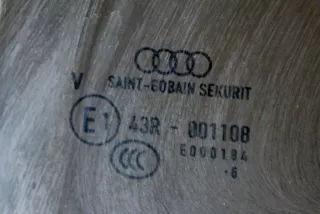 V SAINT-GOBAIN SEKURIT
E1 43R - 001108
CCC E000184
-6